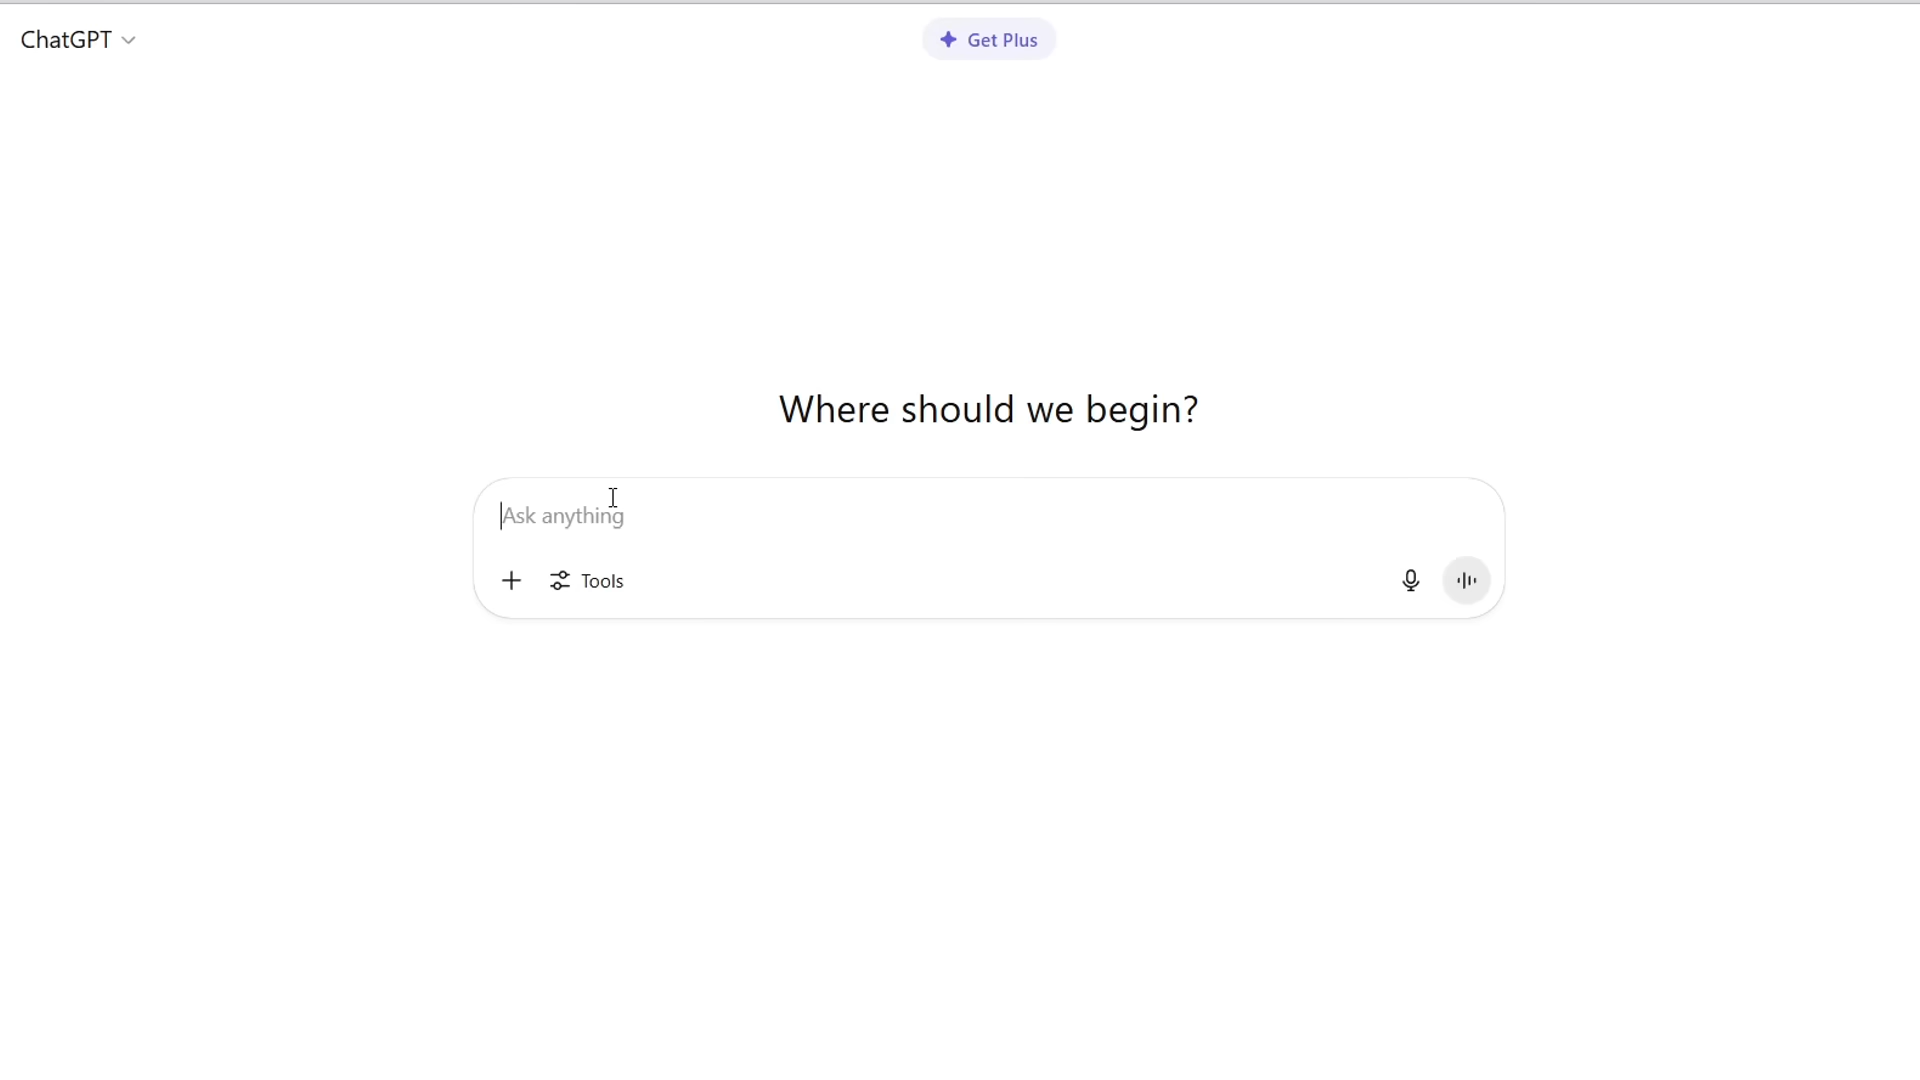 ChatGPT
Get Plus
Where should we begin?
Ask anything
Tools